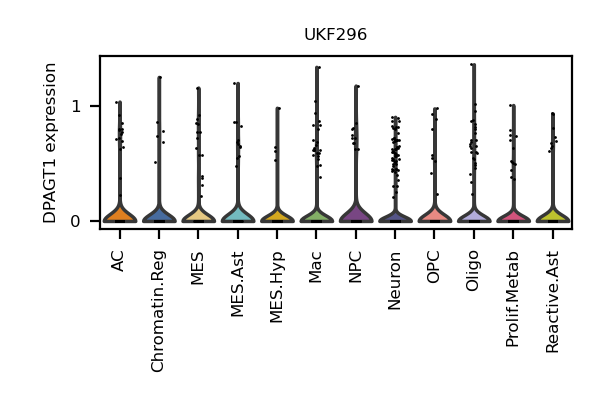 UKF296
DPAGT1 expression
1
0
AC
Chromatin.Reg
MES
MES.Ast
MES.Hyp
Mac
NPC
Neuron
OPC
Oligo
Prolif.Metab
Reactive.Ast